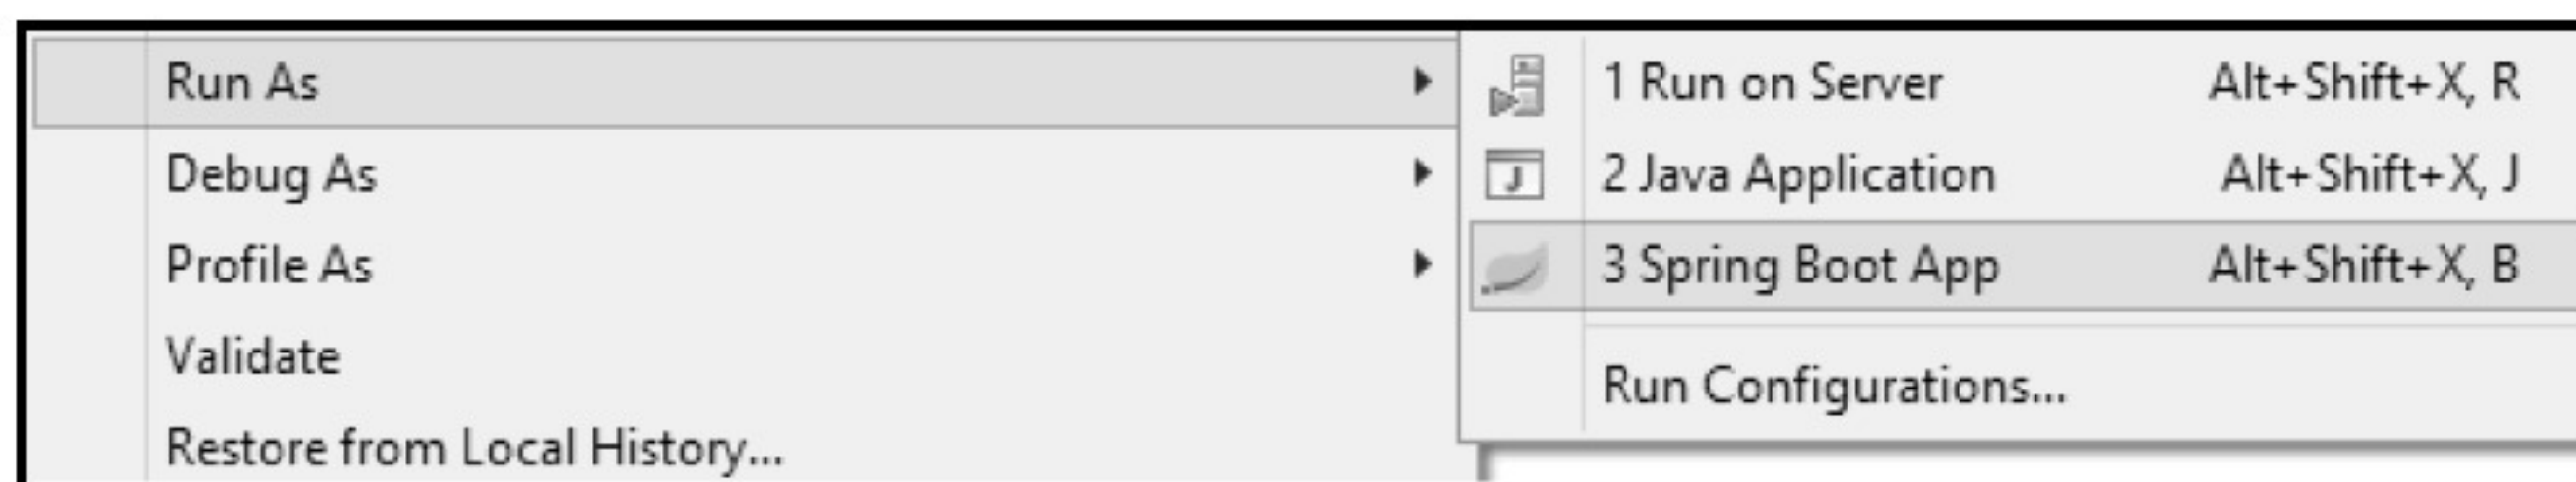 Run As
Debug As
Profile As
Validate
Restore from Local History...
1 Run on Server Alt+Shift+X, R
2 Java Application Alt+Shift+X, J
3 Spring Boot App Alt+Shift+X, B
Run Configurations...